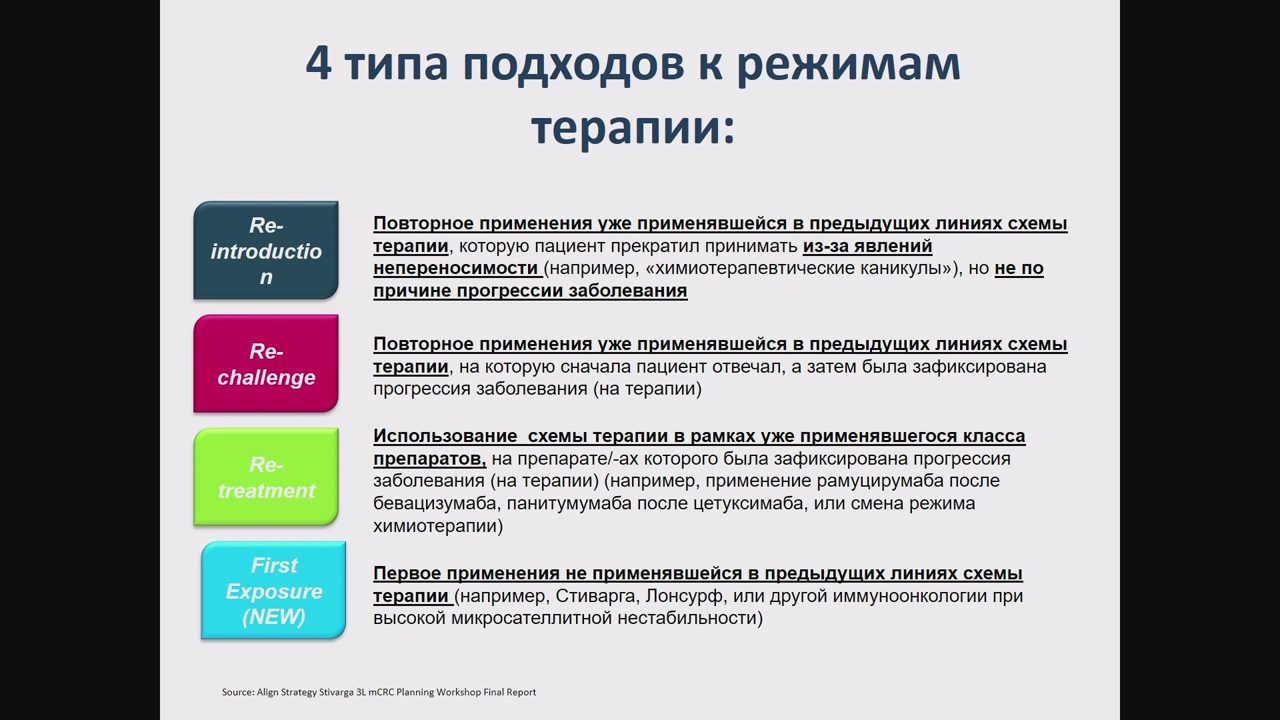 4 типа подходов к режимам
терапии:
Re-
introductio
n
Повторное применения уже применявшейся в предыдущих линиях схемы
терапии, которую пациент прекратил принимать из-за явлений
непереносимости (например, «химиотерапевтические каникулы»), но не по
причине прогрессии заболевания
Re-
challenge
Повторное применения уже применявшейся в предыдущих линиях схемы
терапии, на которую сначала пациент отвечал, а затем была зафиксирована
прогрессия заболевания (на терапии)
Re-
treatment
Использование схемы терапии в рамках уже применявшегося класса
препаратов, на препарате/-ах которого была зафиксирована прогрессия
заболевания (на терапии) (например, применение рамуцирумаба после
бевацизумаба, панитумумаба после цетуксимаба, или смена режима
химиотерапии)
First
Exposure
(NEW)
Первое применения не применявшейся в предыдущих линиях схемы
терапии (например, Стиварга, Лонсурф, или другой иммуноонкологии при
высокой микросателлитной нестабильности)
Source: Align Strategy Stivarga 3L mCRC Planning Workshop Final Report